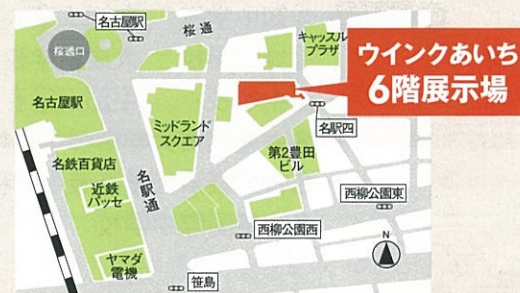 名古屋駅
桜通
キャッスル
プラザ
桜通口
ウインクあいち
6階展示場
名古屋駅
ミッドランド
スクエア
名駅四
名鉄百貨店
第2豊田
ビル
近鉄
パッセ
名駅通
西柳公園東
西柳公園西
N
ヤマダ
電機
笹島